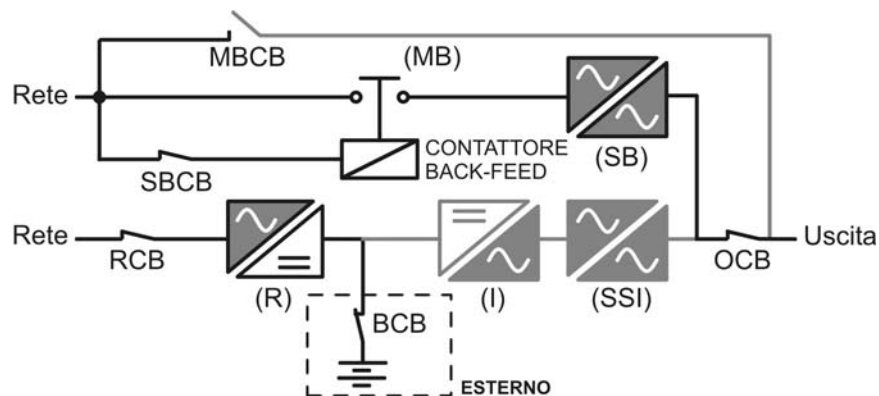 MBCB
(MB)
Rete
CONTATTORE
BACK-FEED
(SB)
SBCB
Rete
RCB
(R)
(I)
(SSI)
OCB
Uscita
BCB
ESTERNO